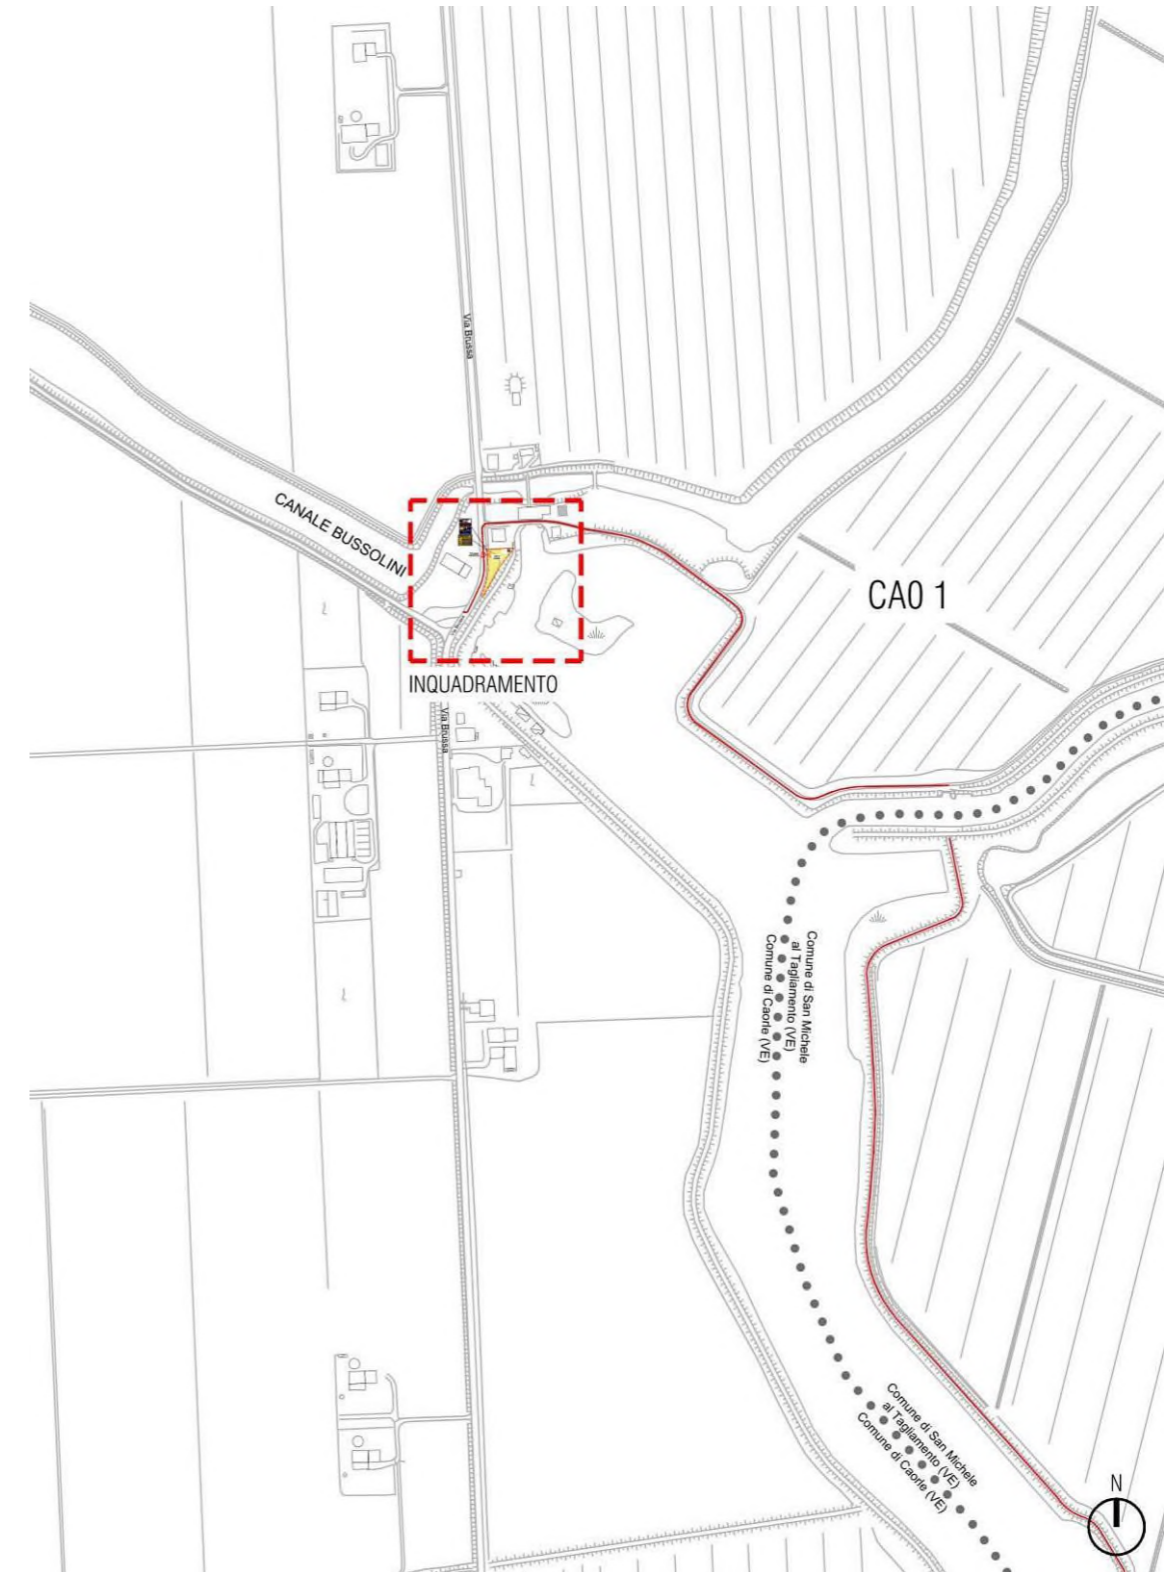 Via Brussa
CANALE BUSSOLINI
CA0 1
INQUADRAMENTO
Via Brussa
Comune di San Michele
al Tagliamento (VE)
Comune di Caorle (VE)
Comune di San Michele
al Tagliamento (VE)
Comune di Caorle (VE)
N